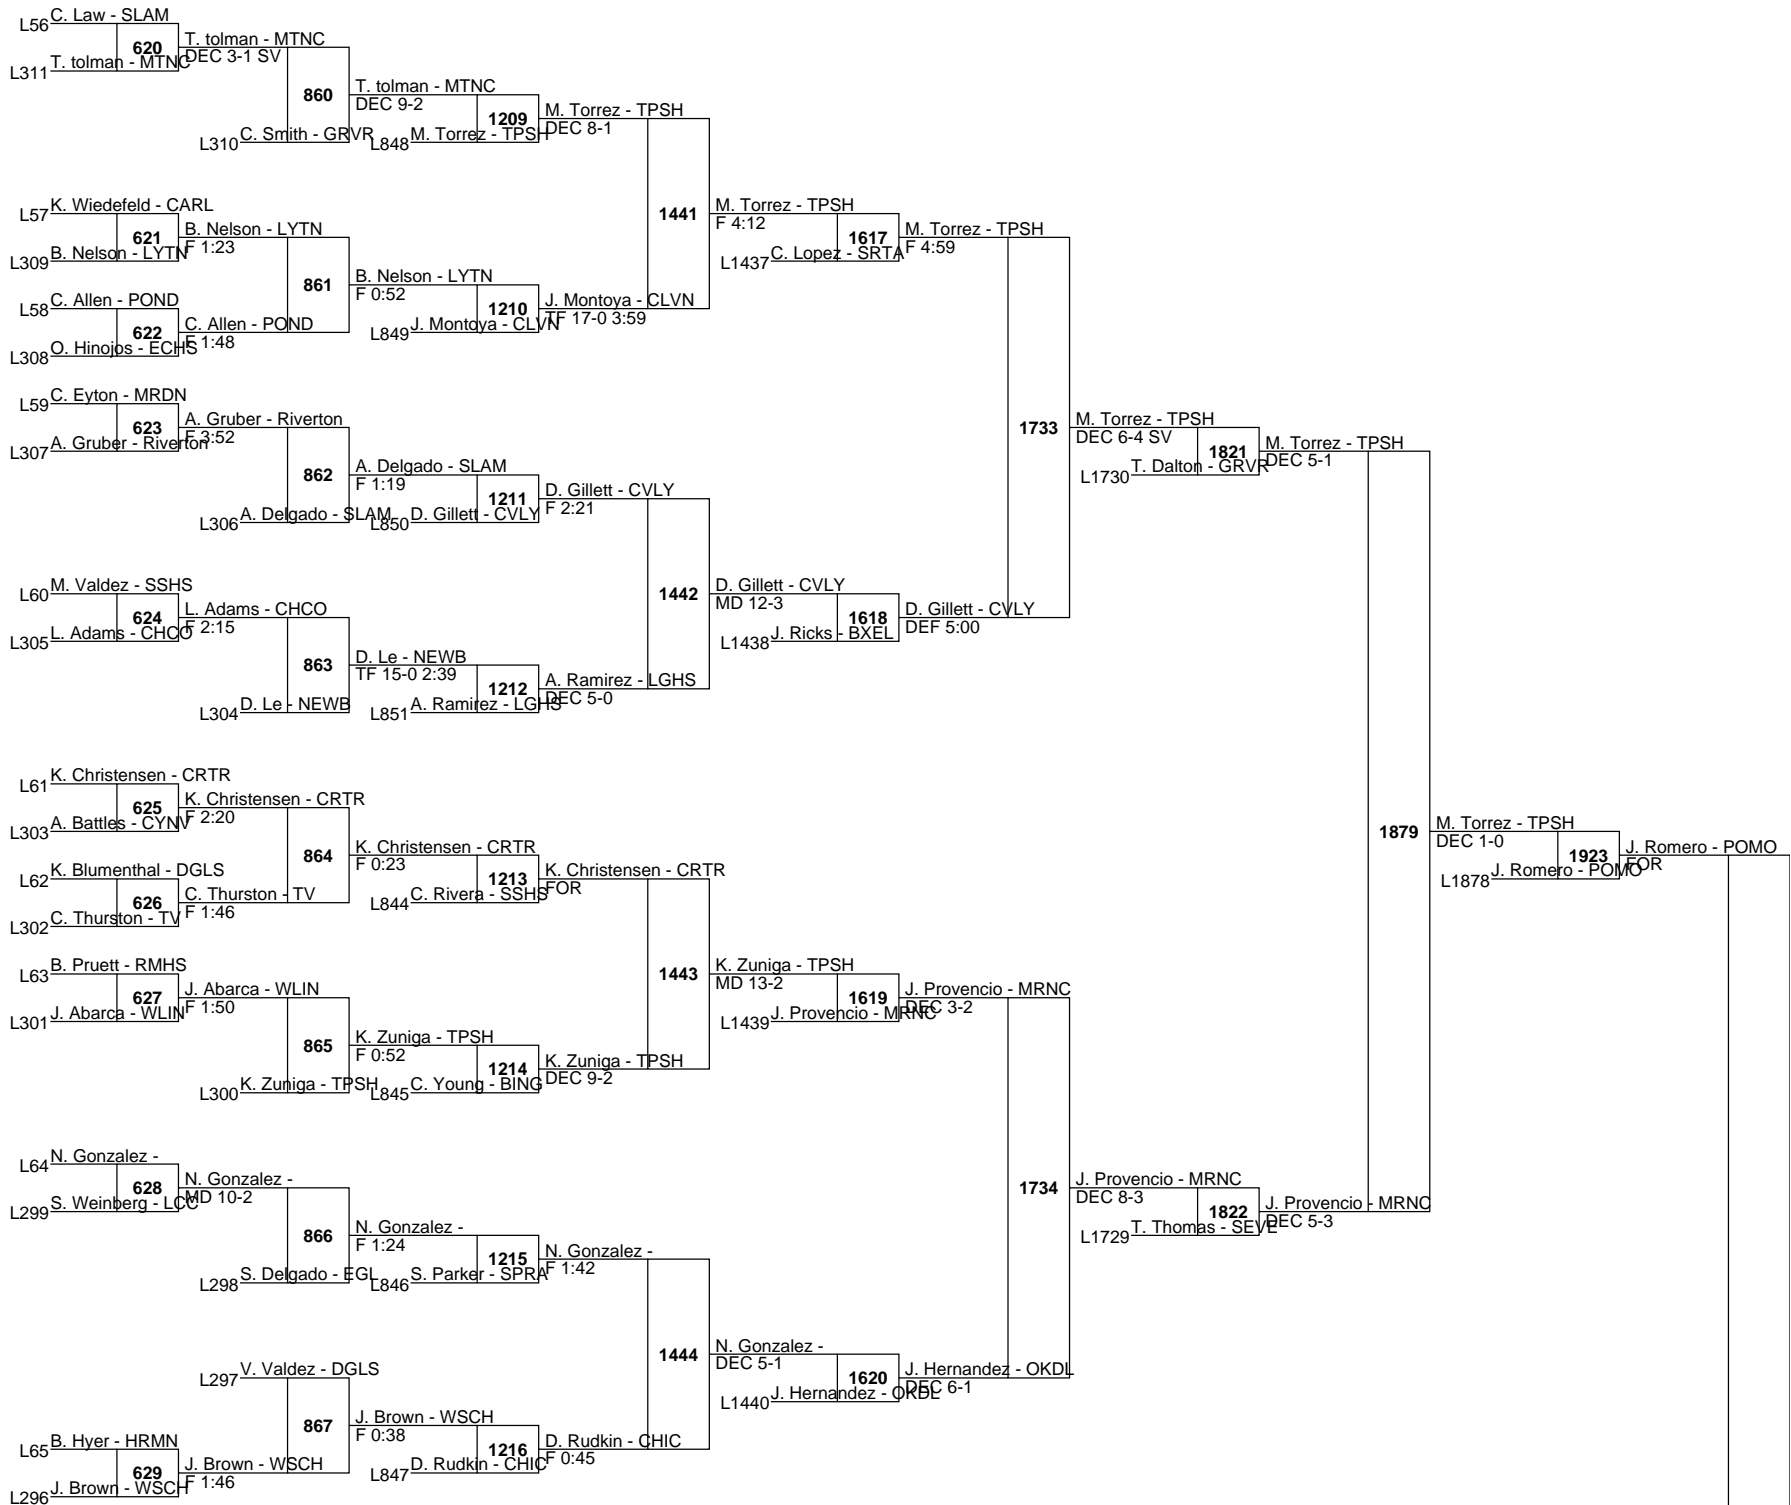 L56 C. Law - SLAM
620
L311 T. tolman - MTNC
T. tolman - MTNC
DEC 3-1 SV
860
L310 C. Smith - GRVR
T. tolman - MTNC
DEC 9-2
1209
L848 M. Torrez - TPSH
M. Torrez - TPSH
DEC 8-1
L57 K. Wiedefeld - CARL
621
L309 B. Nelson - LYTN
B. Nelson - LYTN
F 1:23
861
L58 C. Allen - POND
622
L308 O. Hinojos - ECHS
C. Allen - POND
F 1:48
B. Nelson - LYTN
F 0:52
1210
L849 J. Montoya - CLVN
J. Montoya - CLVN
TF 17-0 3:59
1441
M. Torrez - TPSH
F 4:12
1617
L1437 C. Lopez - SRTA
M. Torrez - TPSH
F 4:59
L59 C. Eyton - MRDN
623
L307 A. Gruber - Riverton
A. Gruber - Riverton
F 3:52
862
L306 A. Delgado - SLAM
A. Delgado - SLAM
F 1:19
1211
L850 D. Gillett - CVLY
D. Gillett - CVLY
F 2:21
L60 M. Valdez - SSHS
624
L305 L. Adams - CHCO
L. Adams - CHCO
F 2:15
863
L304 D. Le - NEWB
D. Le - NEWB
TF 15-0 2:39
1212
L851 A. Ramirez - LGHS
A. Ramirez - LGHS
DEC 5-0
1442
D. Gillett - CVLY
MD 12-3
1618
L1438 J. Ricks - BXEL
D. Gillett - CVLY
DEF 5:00
1733
M. Torrez - TPSH
DEC 6-4 SV
1821
L1730 T. Dalton - GRVR
M. Torrez - TPSH
DEC 5-1
L61 K. Christensen - CRTR
625
L303 A. Battles - CYNV
K. Christensen - CRTR
F 2:20
864
L62 K. Blumenthal - DGLS
626
L302 C. Thurston - TV
C. Thurston - TV
F 1:46
K. Christensen - CRTR
F 0:23
1213
L844 C. Rivera - SSHS
K. Christensen - CRTR
FOR
L63 B. Pruett - RMHS
627
L301 J. Abarca - WLIN
J. Abarca - WLIN
F 1:50
865
L300 K. Zuniga - TPSH
K. Zuniga - TPSH
F 0:52
1214
L845 C. Young - BING
K. Zuniga - TPSH
DEC 9-2
1443
K. Zuniga - TPSH
MD 13-2
1619
L1439 J. Provencio - MRNC
J. Provencio - MRNC
DEC 3-2
L64 N. Gonzalez -
628
L299 S. Weinberg - LCC
N. Gonzalez -
MD 10-2
866
L298 S. Delgado - EGL
N. Gonzalez -
F 1:24
1215
L846 S. Parker - SPRA
N. Gonzalez -
F 1:42
L297 V. Valdez - DGLS
867
L65 B. Hyer - HRMN
629
L296 J. Brown - WSCH
J. Brown - WSCH
F 1:46
J. Brown - WSCH
F 0:38
1216
L847 D. Rudkin - CHIC
D. Rudkin - CHIC
F 0:45
1444
N. Gonzalez -
DEC 5-1
1620
L1440 J. Hernandez - OKDL
J. Hernandez - OKDL
DEC 6-1
1734
J. Provencio - MRNC
DEC 8-3
1822
L1729 T. Thomas - SEVE
J. Provencio - MRNC
DEC 5-3
1879
M. Torrez - TPSH
DEC 1-0
1923
L1878 J. Romero - POMO
J. Romero - POMO
FOR